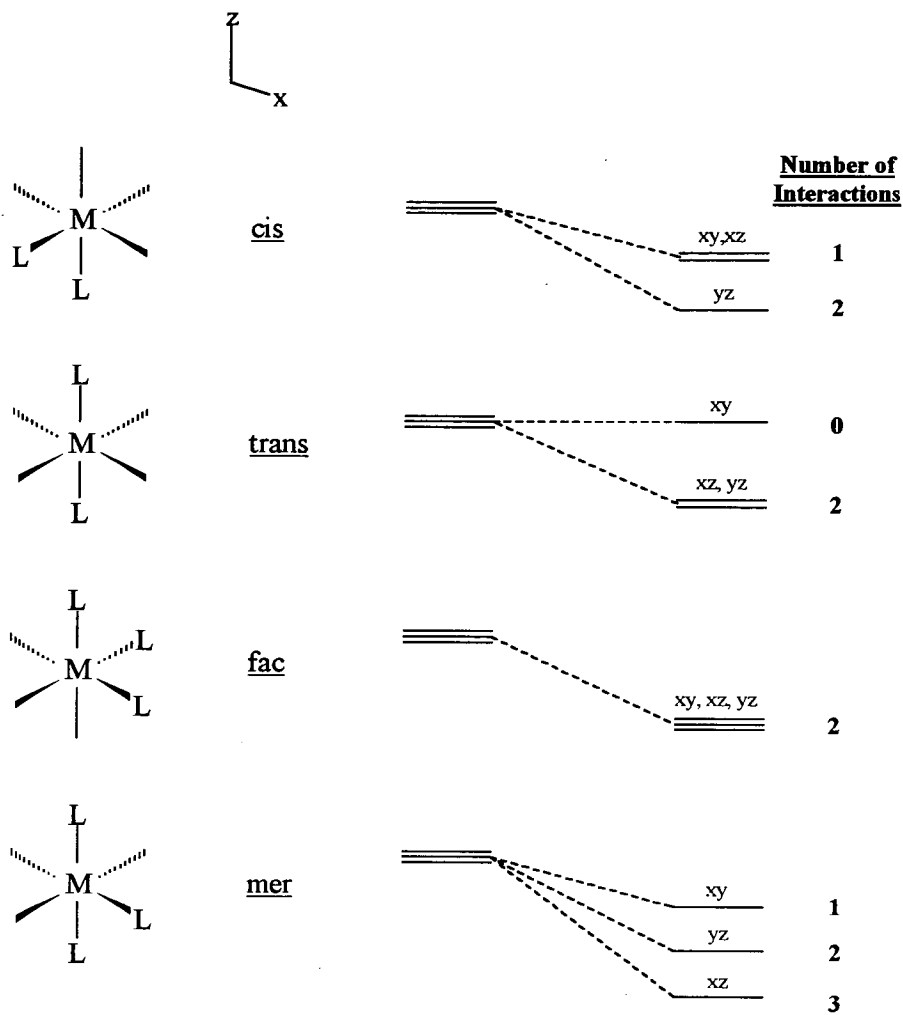 z
x
Number of
Interactions
M
L
L
cis
xy,xz
1
yz
2
L
M
L
trans
xy
0
xz, yz
2
L
L
M
L
fac
xy, xz, yz
2
L
M
L
L
mer
xy
1
yz
2
xz
3